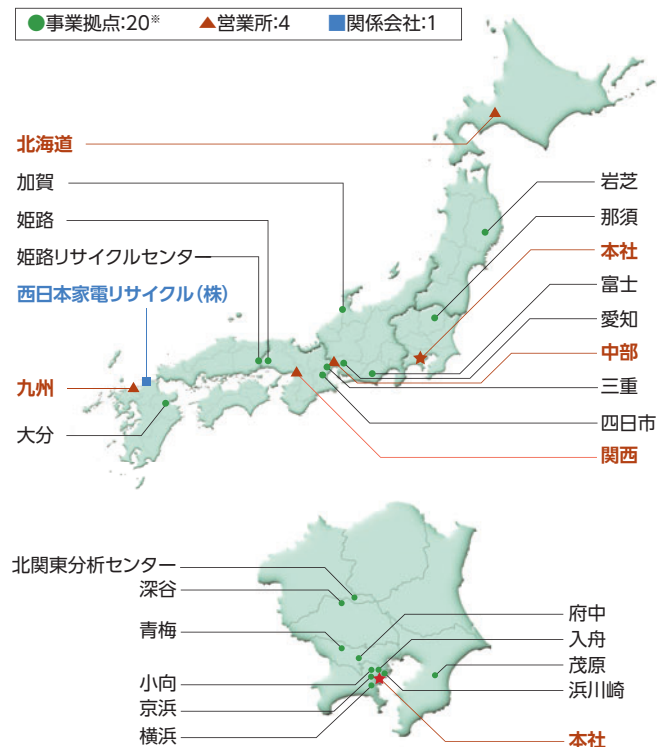 ●事業拠点:20※ ▲営業所:4 ■関係会社:1
北海道
加賀
姫路
姫路リサイクルセンター
西日本家電リサイクル(株)
九州
大分
岩芝
那須
本社
富士
愛知
中部
三重
四日市
関西
北関東分析センター
深谷
青梅
小向
京浜
横浜
府中
入舟
茂原
浜川崎
本社